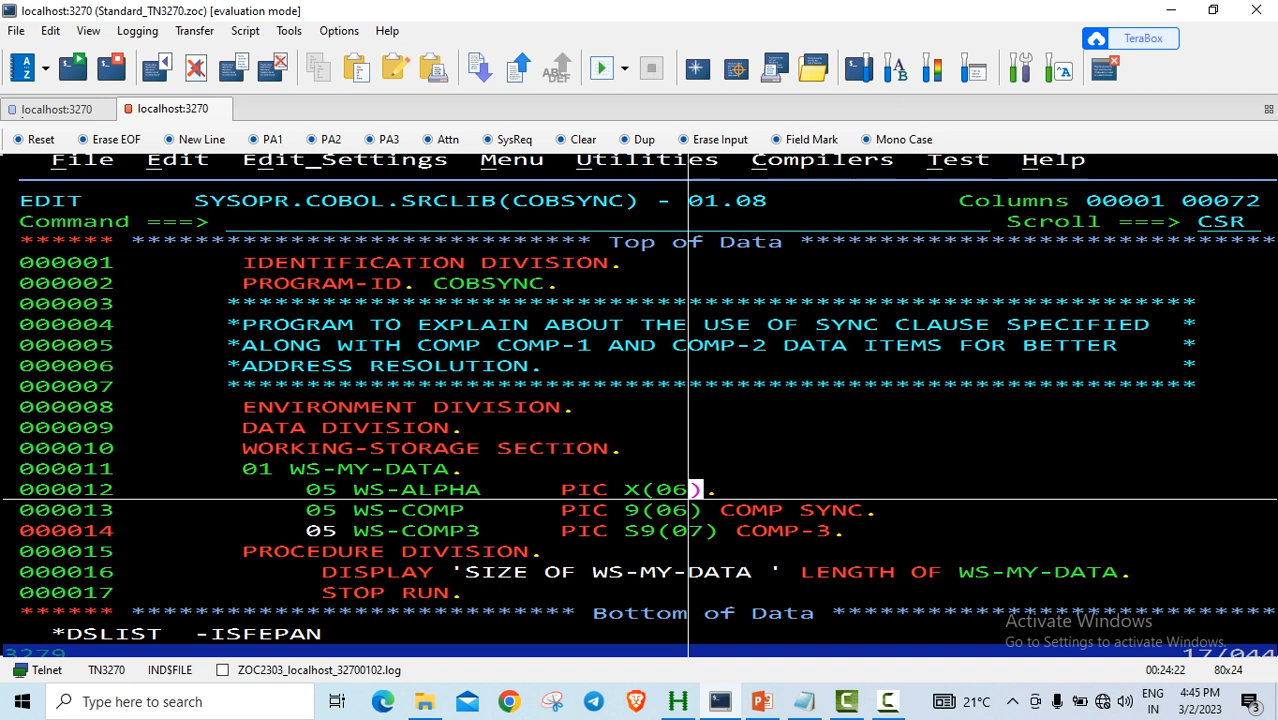 localhost:3270 (Standard_TN3270.zoc) [evaluation mode]
File Edit View Logging Transfer Script Tools Options Help
TeraBox
localhost:3270 localhost:3270
Reset Erase EOF New Line PA1 PA2 PA3 Attn SysReq Clear Dup Erase Input Field Mark Mono Case
File Edit Edit_Settings Menu Utilities Compilers Test Help
EDIT SYSOPR.COBOL.SRCLIB(COBSYNC) - 01.08 Columns 00001 00072
Command ===> Scroll ===> CSR
****** ***************************** Top of Data ******************************
000001 IDENTIFICATION DIVISION.
000002 PROGRAM-ID. COBSYNC.
000003 *************************************************************
000004 *PROGRAM TO EXPLAIN ABOUT THE USE OF SYNC CLAUSE SPECIFIED *
000005 *ALONG WITH COMP COMP-1 AND COMP-2 DATA ITEMS FOR BETTER *
000006 *ADDRESS RESOLUTION. *
000007 *************************************************************
000008 ENVIRONMENT DIVISION.
000009 DATA DIVISION.
000010 WORKING-STORAGE SECTION.
000011 01 WS-MY-DATA.
000012 05 WS-ALPHA PIC X(06).
000013 05 WS-COMP PIC 9(06) COMP SYNC.
000014 05 WS-COMP3 PIC S9(07) COMP-3.
000015 PROCEDURE DIVISION.
000016 DISPLAY 'SIZE OF WS-MY-DATA ' LENGTH OF WS-MY-DATA.
000017 STOP RUN.
****** **************************** Bottom of Data ****************************
*DSLIST -ISFEPAN
Activate Windows
Go to Settings to activate Windows.
3279 17/044
Telnet TN3270 IND$FILE ZOC2303_localhost_32700102.log 00:24:22 80x24
Type here to search
21°C
ENG
IN
4:45 PM
3/2/2023
3